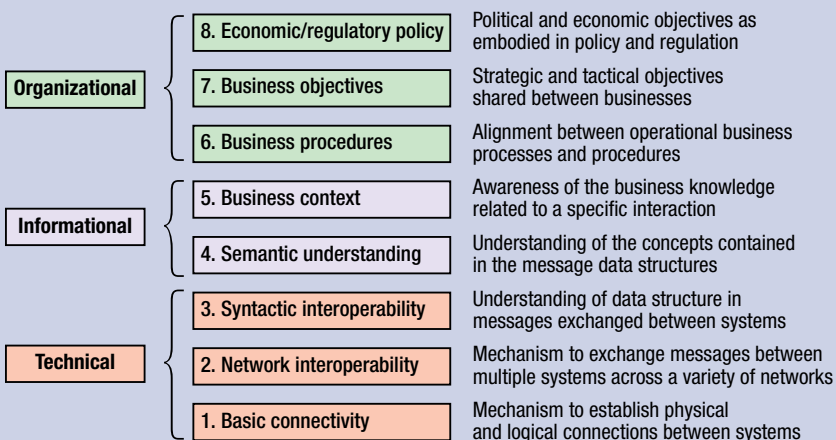 Organizational
8. Economic/regulatory policy
Political and economic objectives as
embodied in policy and regulation
7. Business objectives
Strategic and tactical objectives
shared between businesses
6. Business procedures
Alignment between operational business
processes and procedures
Informational
5. Business context
Awareness of the business knowledge
related to a specific interaction
4. Semantic understanding
Understanding of the concepts contained
in the message data structures
Technical
3. Syntactic interoperability
Understanding of data structure in
messages exchanged between systems
2. Network interoperability
Mechanism to exchange messages between
multiple systems across a variety of networks
1. Basic connectivity
Mechanism to establish physical
and logical connections between systems